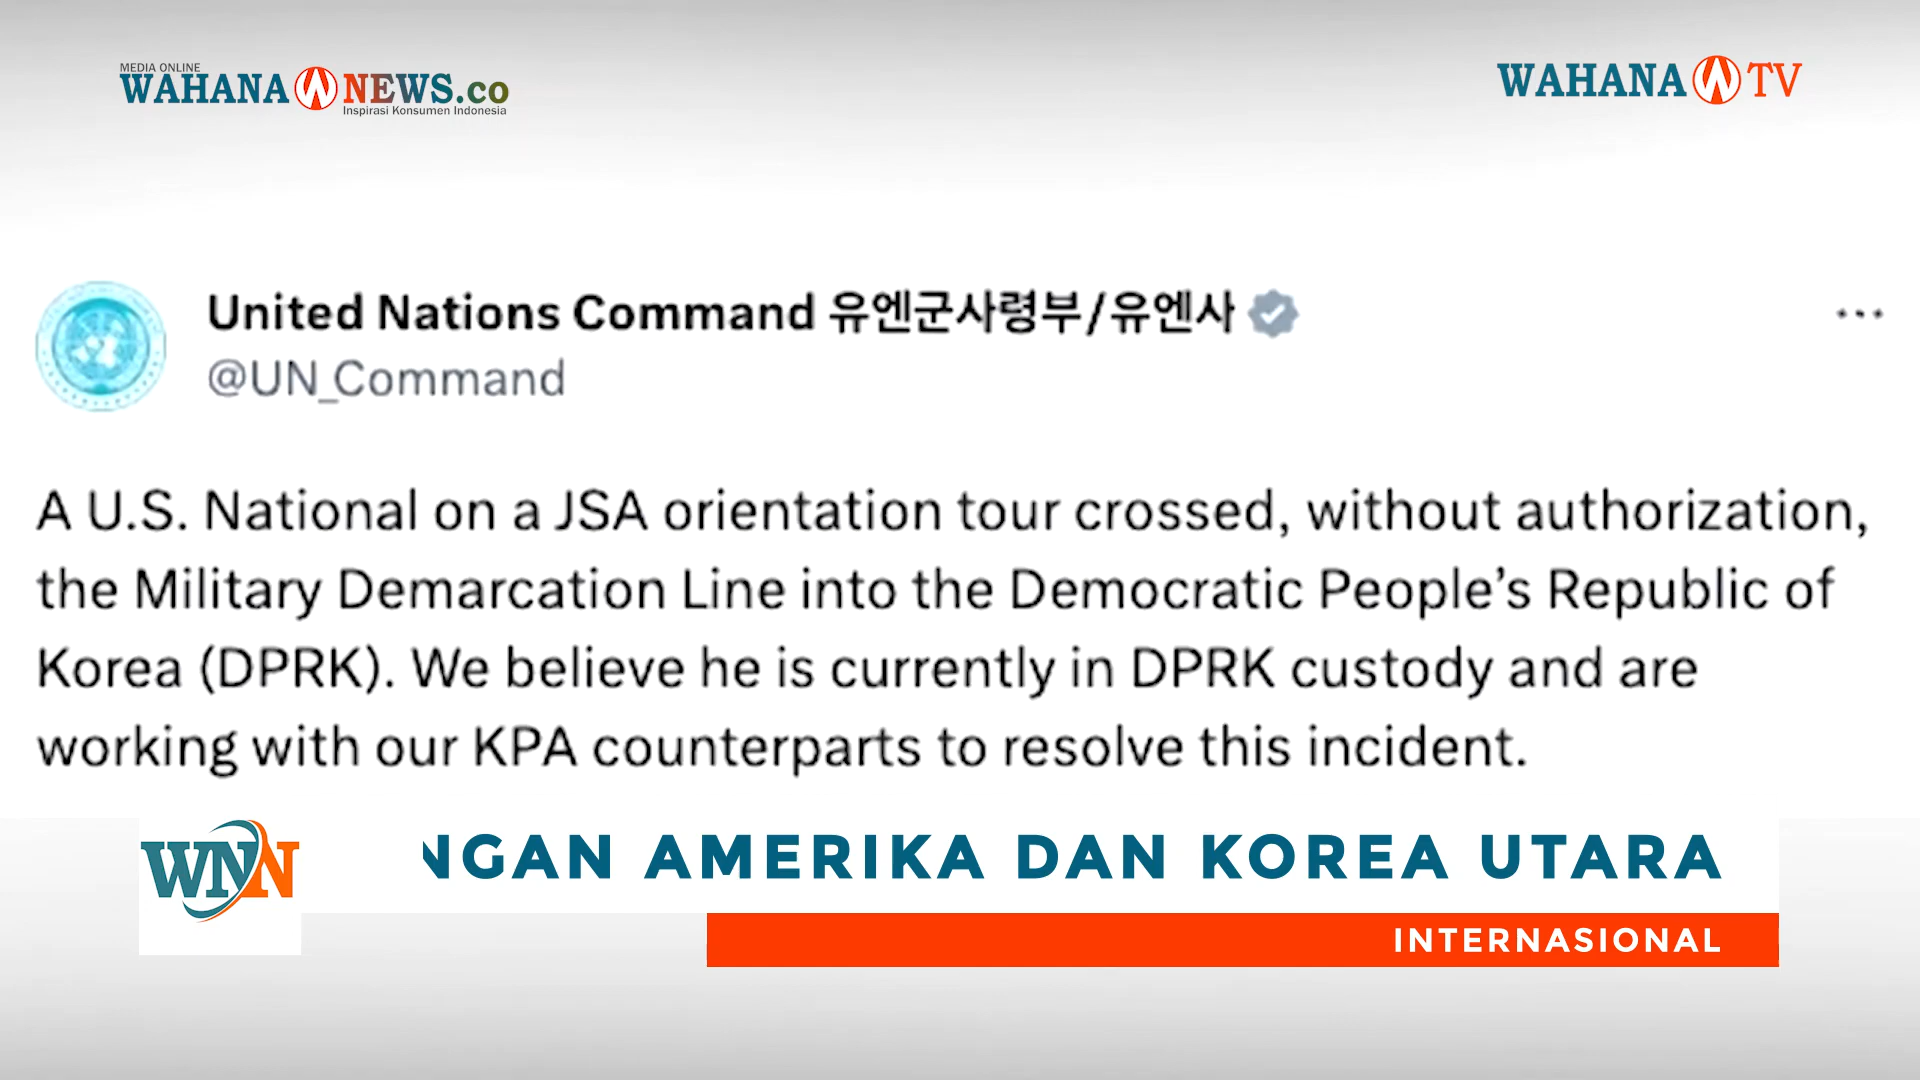 MEDIA ONLINE
WAHANA NEWS.co
Inspirasi Konsumen Indonesia
WAHANA TV
United Nations Command 유엔군사령부/유엔사
@UN_Command
A U.S. National on a JSA orientation tour crossed, without authorization,
the Military Demarcation Line into the Democratic People’s Republic of
Korea (DPRK). We believe he is currently in DPRK custody and are
working with our KPA counterparts to resolve this incident.
WNN
NGAN AMERIKA DAN KOREA UTARA
INTERNASIONAL